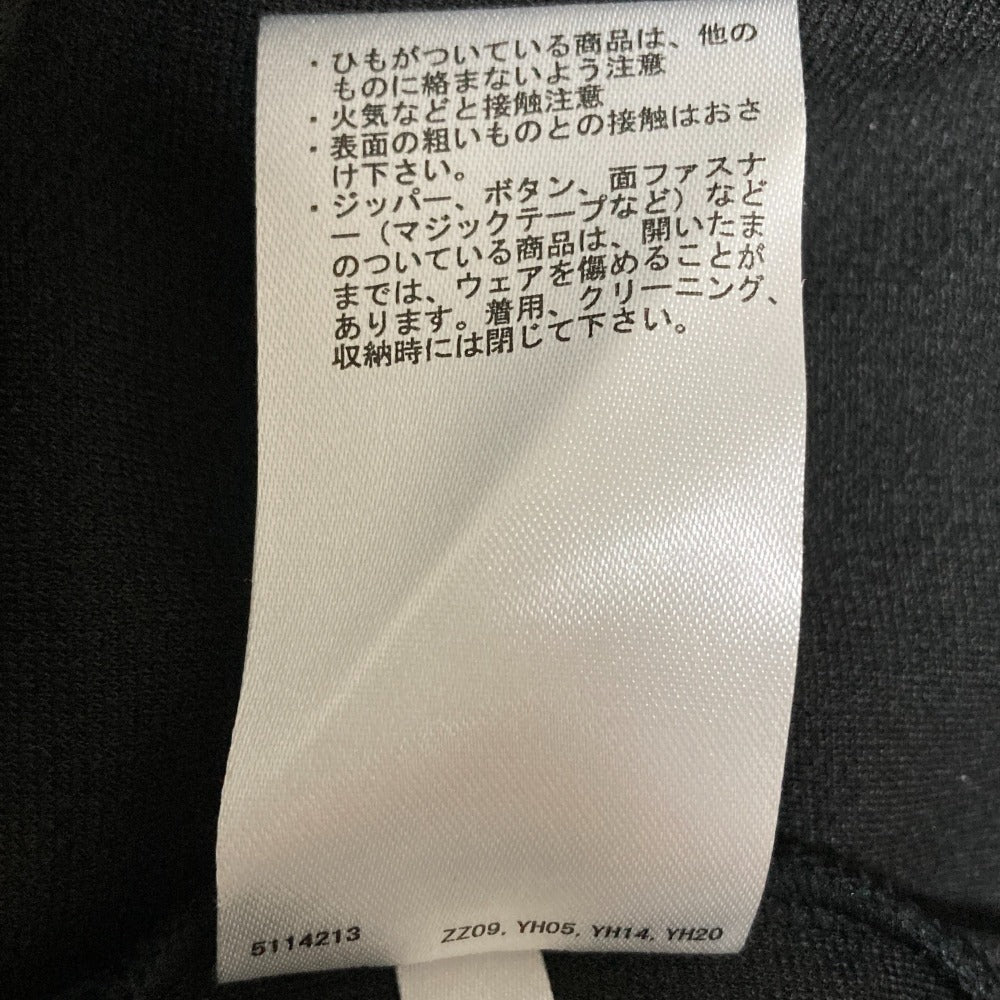 ・ひもがついている商品は、他の
ものに絡まないよう注意
・火気などと接触注意
・表面の粗いものとの接触はおさ
け下さい。
・ジッパー、ボタン、面ファスナ
ー（マジックテープなど）など
のついている商品は、開いたま
までは、ウェアを傷めることが
あります。着用、クリーニング、
収納時には閉じて下さい。
5114213 ZZ09, YH05, YH14, YH20